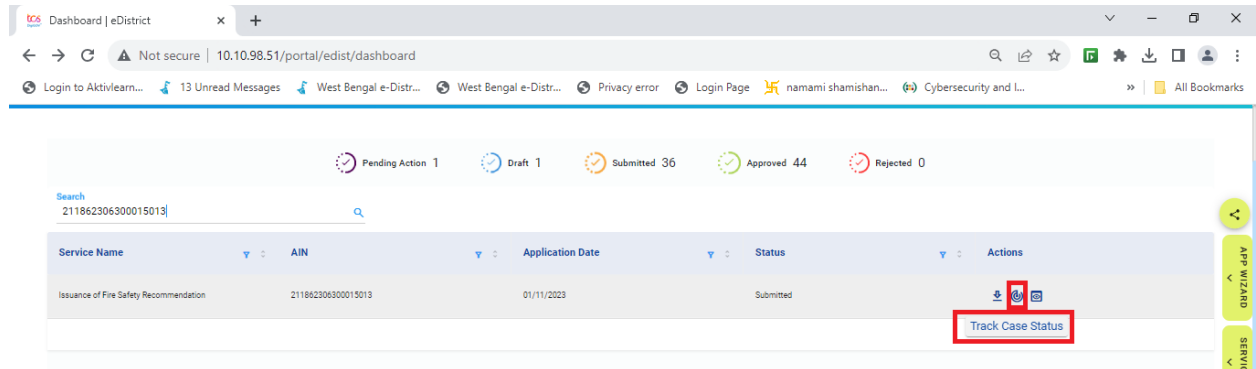 tcs Dashboard | eDistrict
Not secure | 10.10.98.51/portal/edist/dashboard
Login to Aktivlearn... 13 Unread Messages West Bengal e-Distr... West Bengal e-Distr... Privacy error Login Page namami shamishan... Cybersecurity and I... » All Bookmarks
Pending Action 1 Draft 1 Submitted 36 Approved 44 Rejected 0
Search
211862306300015013
Service Name AIN Application Date Status Actions
Issuance of Fire Safety Recommendation 211862306300015013 01/11/2023 Submitted
Track Case Status
APP WIZARD
SERVIC